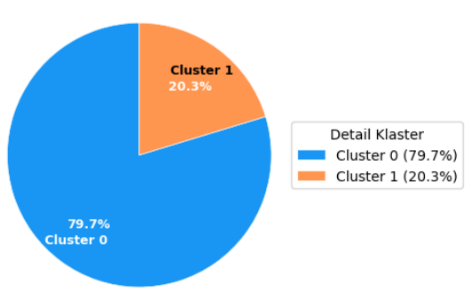 Cluster 1
20.3%
79.7%
Cluster 0
Detail Klaster
Cluster 0 (79.7%)
Cluster 1 (20.3%)